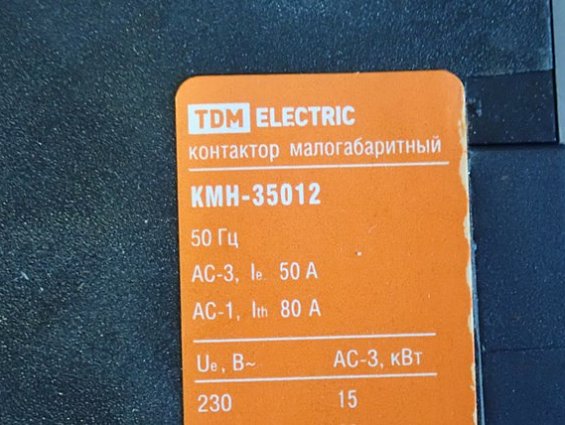 TDM ELECTRIC
контактор малогабаритный
КМН-35012
50 Гц
АС-3, Ie 50 А
АС-1, Ith 80 А
Ue, В~ АС-3, кВт
230 15